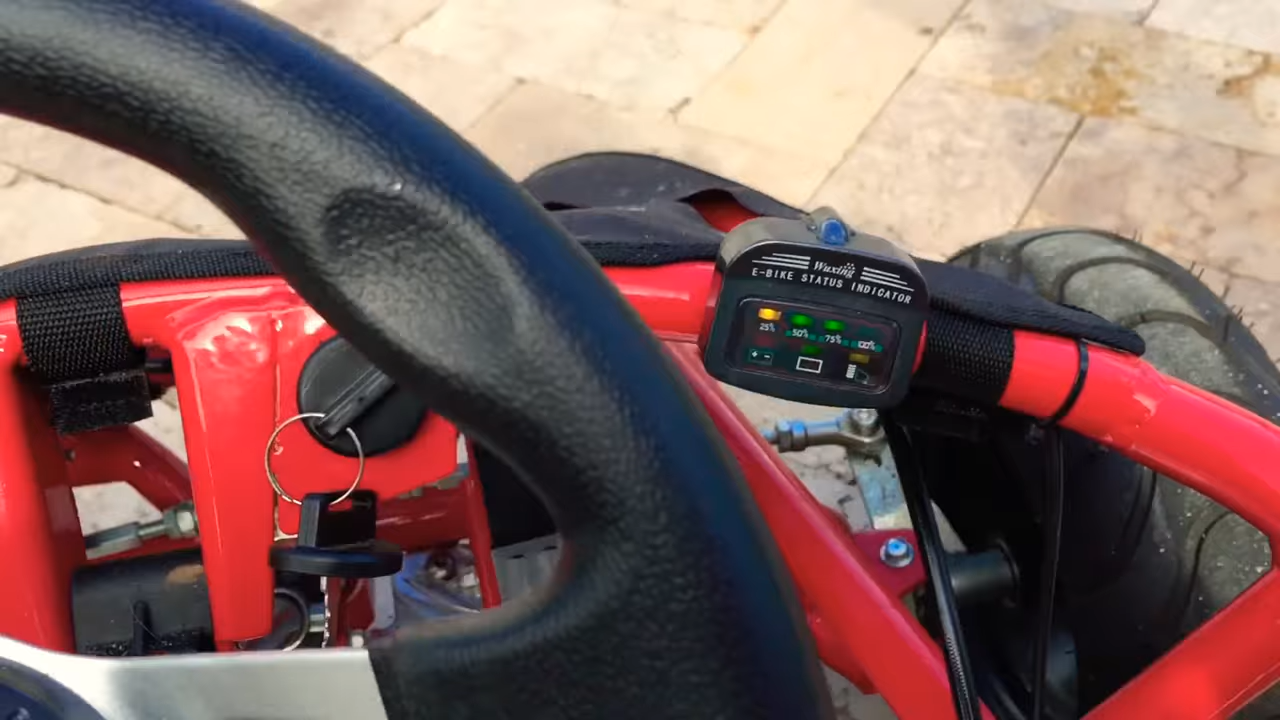 Wuxing
E-BIKE STATUS INDICATOR
25% 50% 75% 100%
+ -